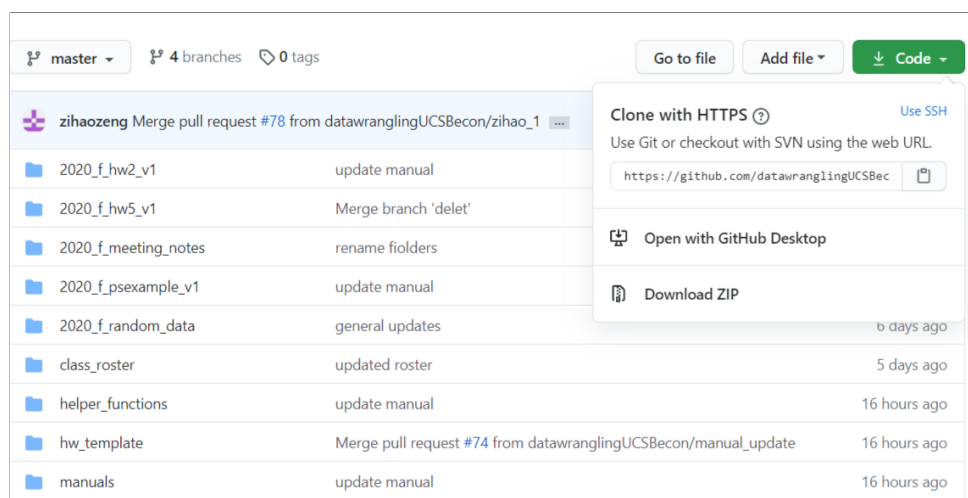 master 4 branches 0 tags Go to file Add file Code
zihaozeng Merge pull request #78 from datawranglingUCSBecon/zihao_1 ...
Clone with HTTPS ? Use SSH
Use Git or checkout with SVN using the web URL.
https://github.com/datawranglingUCSBec
Open with GitHub Desktop
Download ZIP
2020_f_hw2_v1 update manual
2020_f_hw5_v1 Merge branch 'delet'
2020_f_meeting_notes rename fiolders
2020_f_psexample_v1 update manual
2020_f_random_data general updates 6 days ago
class_roster updated roster 5 days ago
helper_functions update manual 16 hours ago
hw_template Merge pull request #74 from datawranglingUCSBecon/manual_update 16 hours ago
manuals update manual 16 hours ago